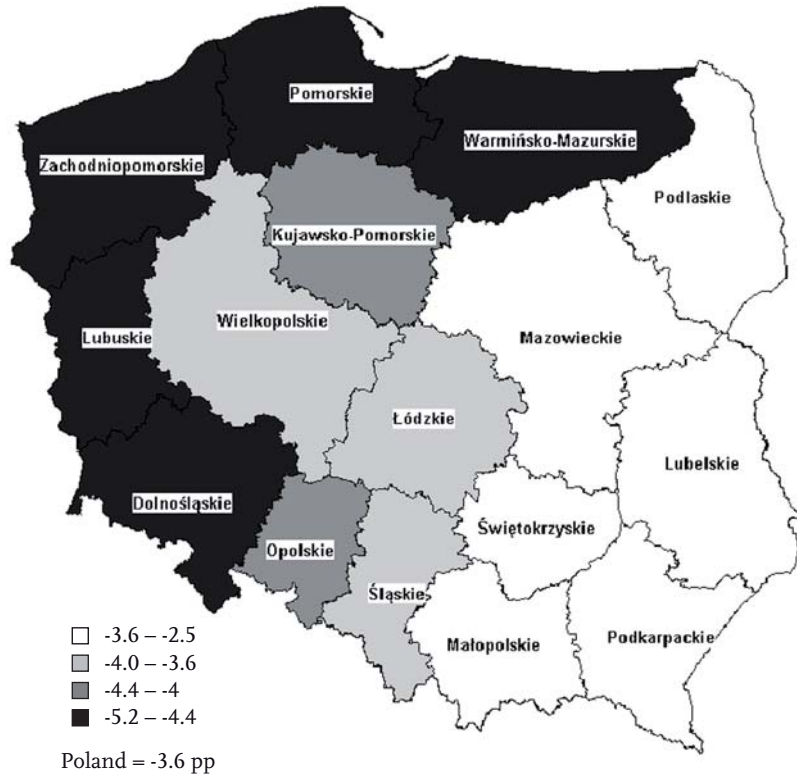 Pomorskie
Warmińsko-Mazurskie
Zachodniopomorskie
Podlaskie
Kujawsko-Pomorskie
Wielkopolskie
Lubuskie
Mazowieckie
Łódzkie
Lubelskie
Dolnośląskie
Świętokrzyskie
Opolskie
Śląskie
Małopolskie
Podkarpackie
-3.6 – -2.5
-4.0 – -3.6
-4.4 – -4
-5.2 – -4.4
Poland = -3.6 pp